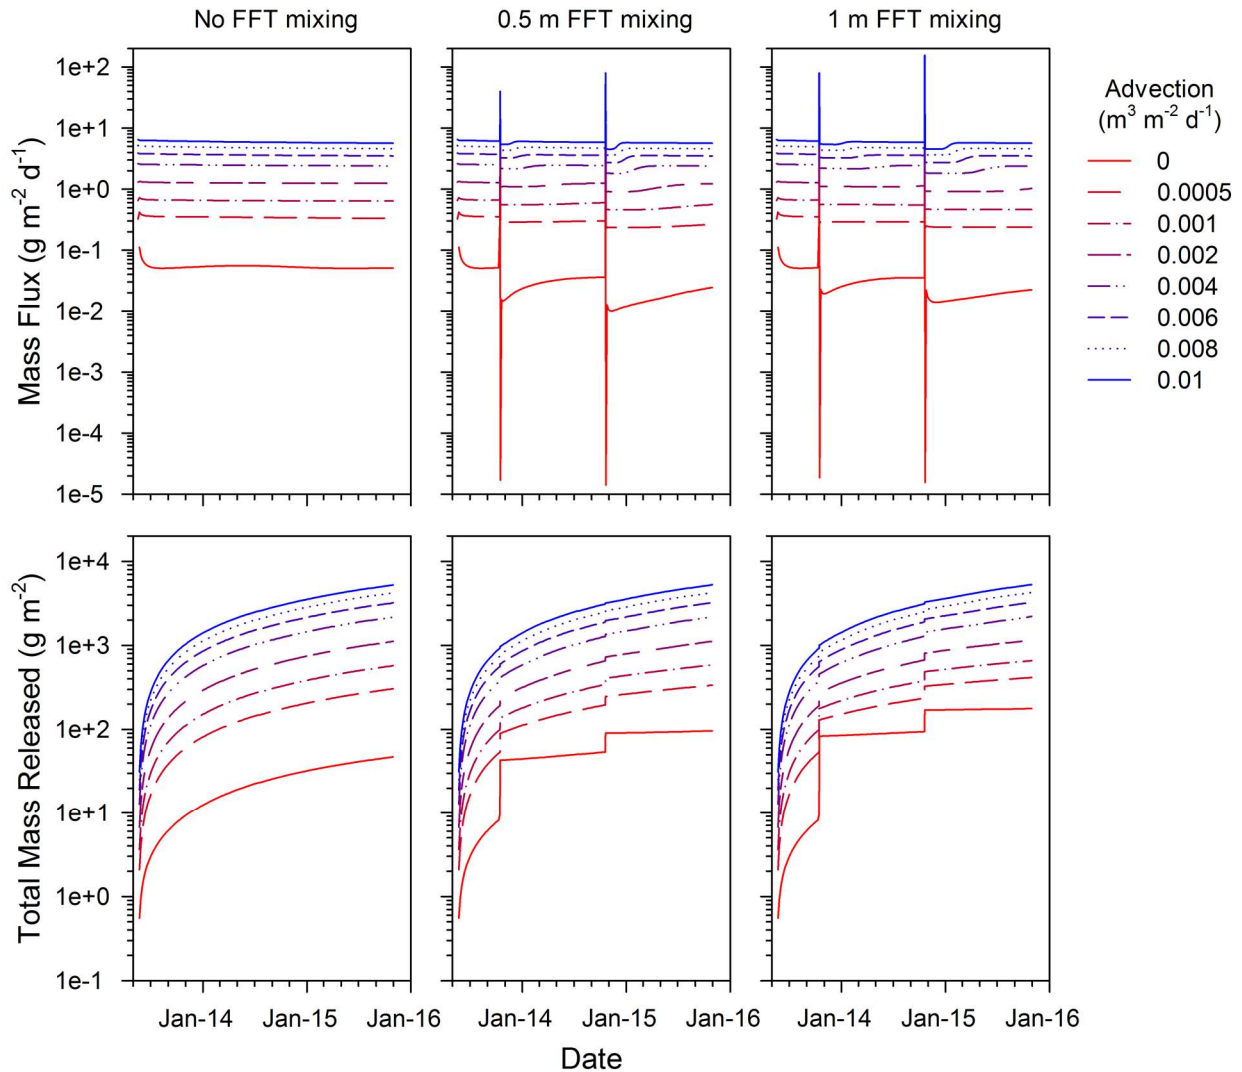 No FFT mixing
0.5 m FFT mixing
1 m FFT mixing
Mass Flux (g m-2 d-1)
1e+2
1e+1
1e+0
1e-1
1e-2
1e-3
1e-4
1e-5
Advection
(m3 m-2 d-1)
0
0.0005
0.001
0.002
0.004
0.006
0.008
0.01
Total Mass Released (g m-2)
1e+4
1e+3
1e+2
1e+1
1e+0
1e-1
Jan-14 Jan-15 Jan-16
Jan-14 Jan-15 Jan-16
Jan-14 Jan-15 Jan-16
Date